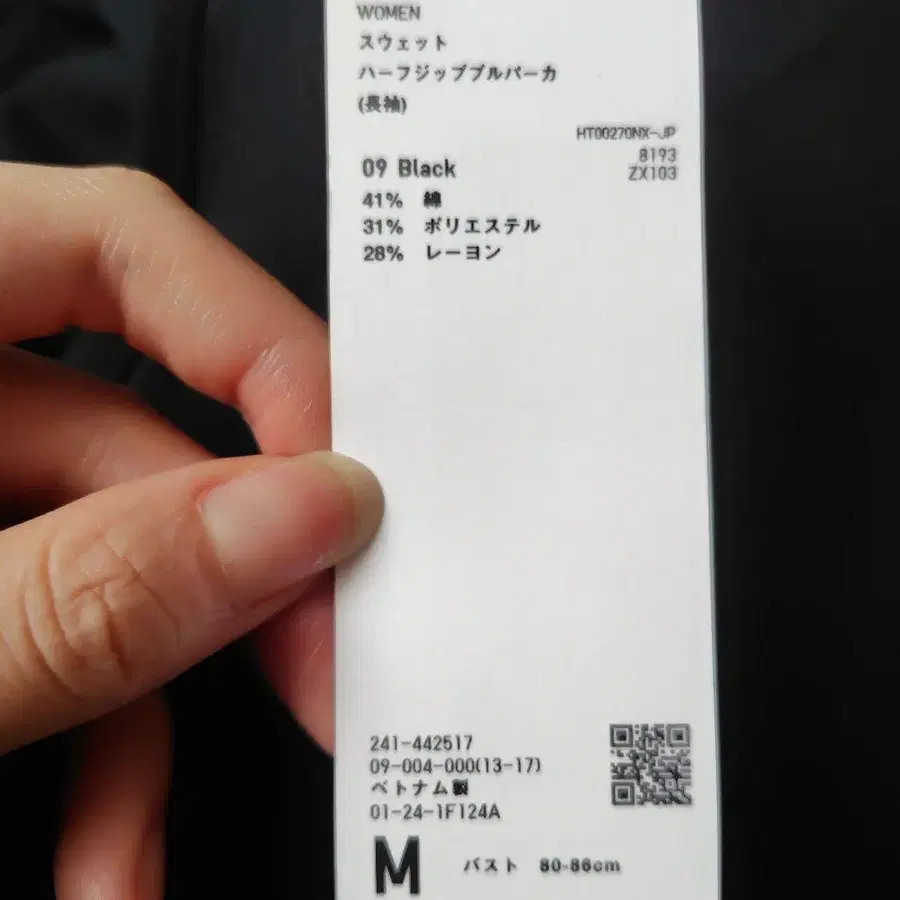 WOMEN
スウェット
ハーフジッププルパーカ
(長袖)
HT00270NX-JP
8193
ZX103
09 Black
41% 綿
31% ポリエステル
28% レーヨン
241-442517
09-004-000(13-17)
ベトナム製
01-24-1F124A
M バスト 80-86cm